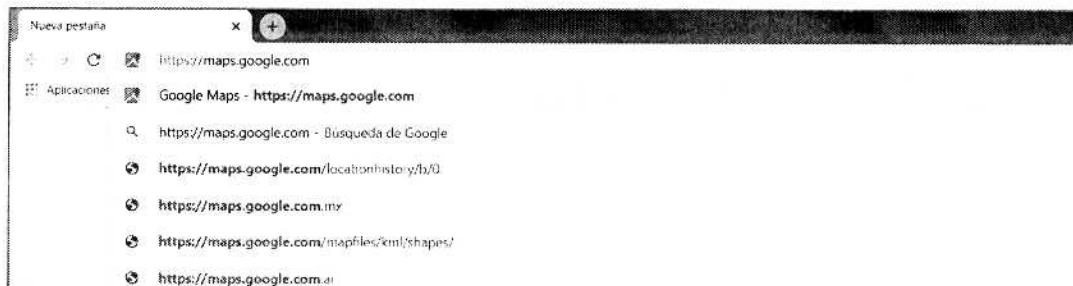 Nueva pestaña
https://maps.google.com
Aplicaciones
Google Maps - https://maps.google.com
https://maps.google.com - Búsqueda de Google
https://maps.google.com/locationhistory/b/0
https://maps.google.com.mx
https://maps.google.com/mapfiles/kml/shapes/
https://maps.google.com.ar